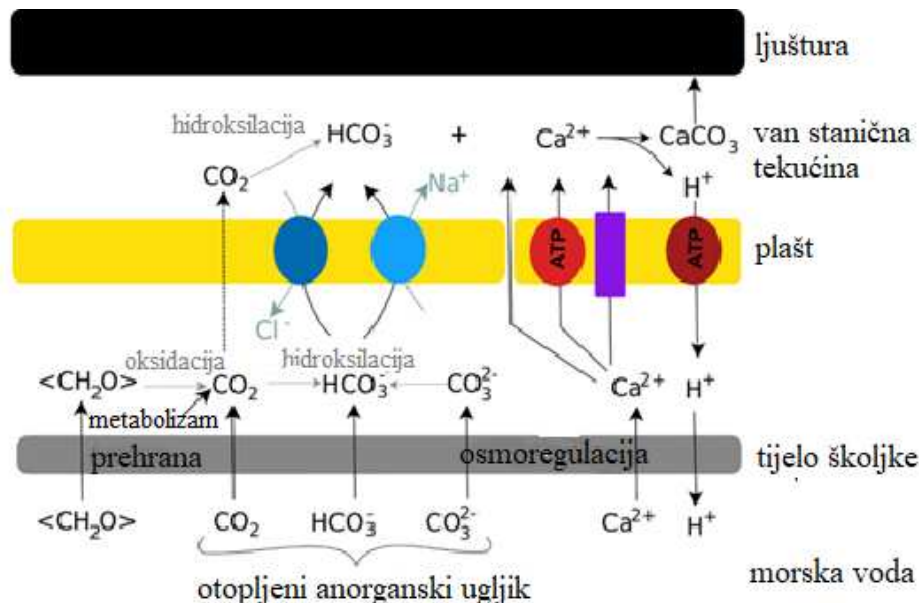 ljuštura
hidroksilacija
HCO₃⁻ + Ca²⁺ CaCO₃
van stanična
tekućina
CO₂
H⁺
Na⁺
ATP ATP
plašt
Cl⁻
oksidacija hidroksilacija
<CH₂O> CO₂ HCO₃⁻ CO₃²⁻ Ca²⁺ H⁺
metabolizam
prehrana osmoregulacija tijelo školjke
<CH₂O> CO₂ HCO₃⁻ CO₃²⁻ Ca²⁺ H⁺
otopljeni anorganski ugljik
morska voda